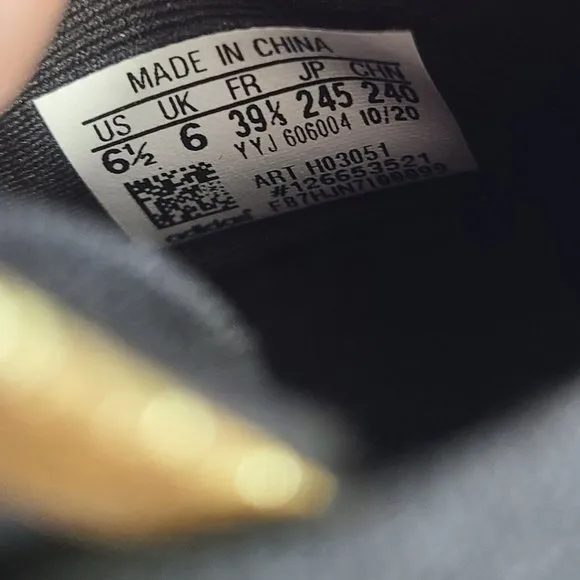 MADE IN CHINA
US UK FR JP CHN
6½ 6 39⅓ 245 240
YYJ 606004 10/20
ART H03051
#126653521
adidas